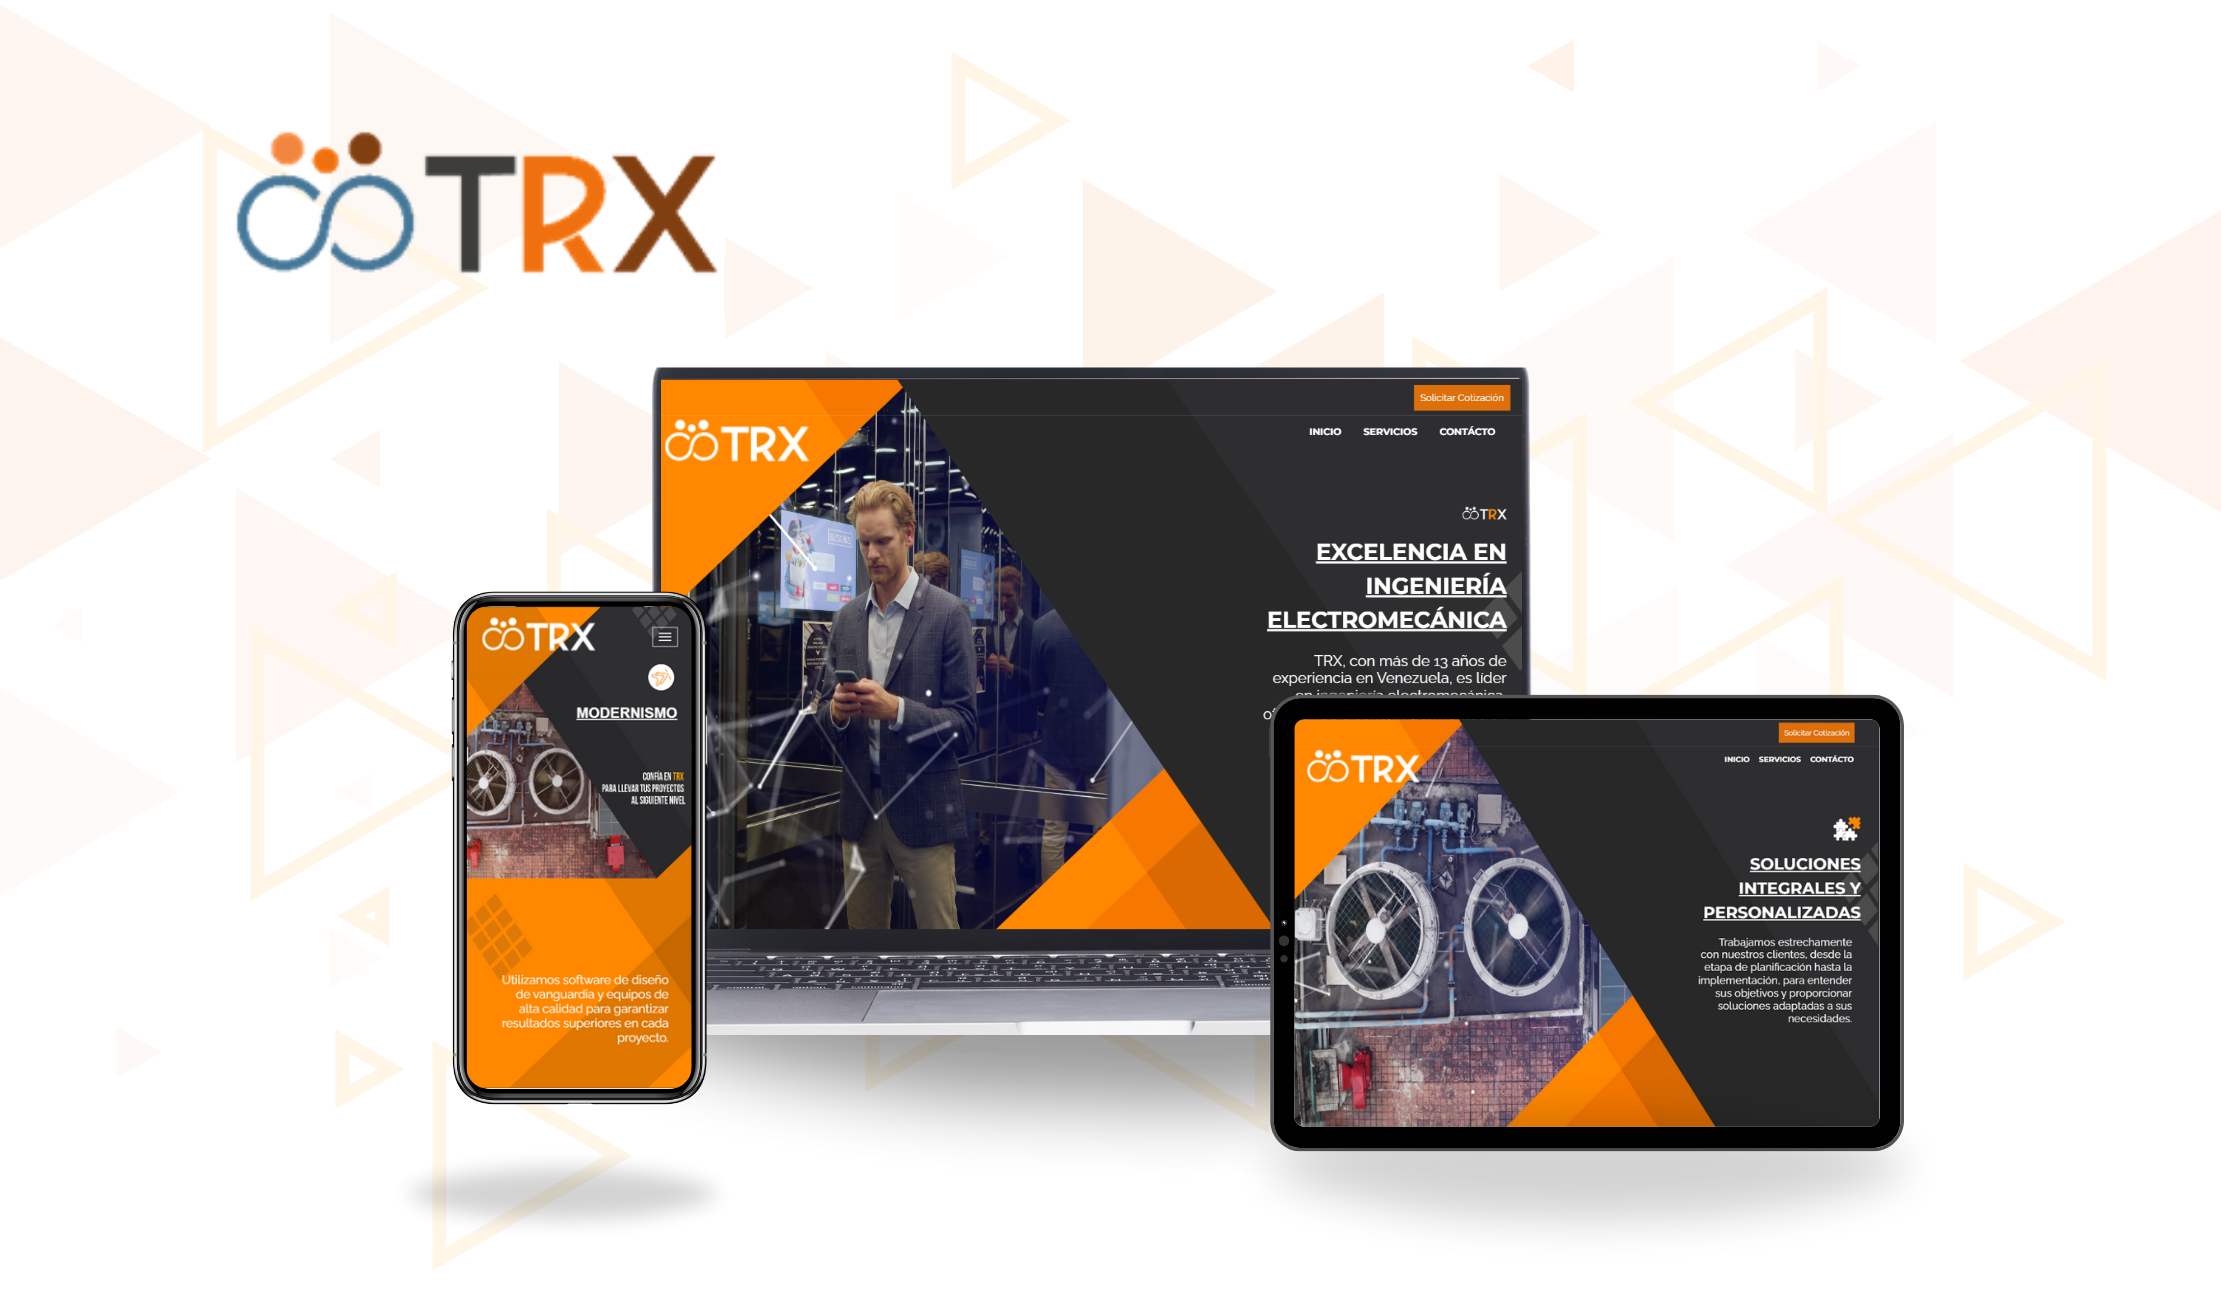 TRX
Solicitar Cotización
TRX
INICIO SERVICIOS CONTÁCTO
TRX
EXCELENCIA EN
INGENIERÍA
ELECTROMECÁNICA
TRX, con más de 13 años de
experiencia en Venezuela, es líder
en ingeniería electromecánica,
TRX
MODERNISMO
CONFÍA EN TRX
PARA LLEVAR TUS PROYECTOS
AL SIGUIENTE NIVEL
Utilizamos software de diseño
de vanguardia y equipos de
alta calidad para garantizar
resultados superiores en cada
proyecto.
Solicitar Cotización
TRX
INICIO SERVICIOS CONTÁCTO
SOLUCIONES
INTEGRALES Y
PERSONALIZADAS
Trabajamos estrechamente
con nuestros clientes, desde la
etapa de planificación hasta la
implementación, para entender
sus objetivos y proporcionar
soluciones adaptadas a sus
necesidades.